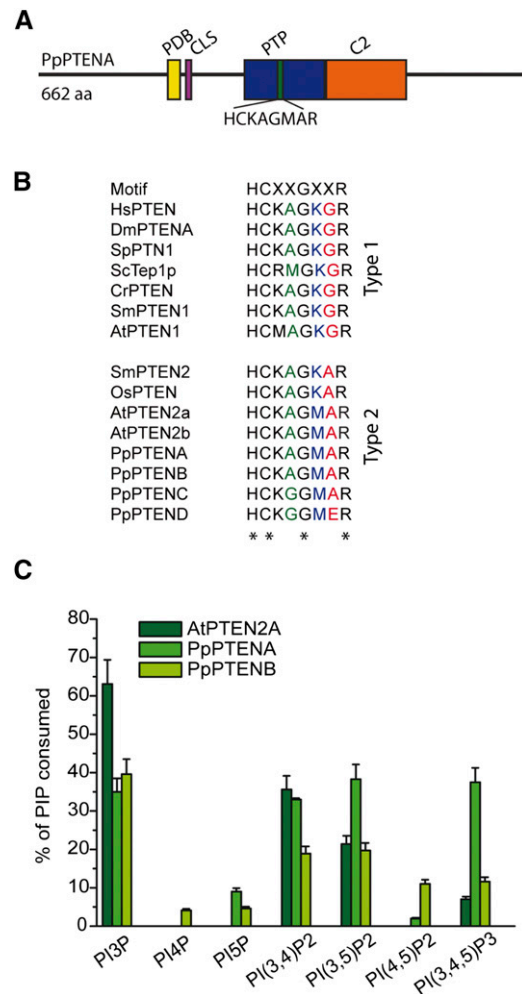 A
PpPTENA
662 aa
PDB
CLS
PTP
C2
HCKAGMAR
B
Motif HCXXGXXR
HsPTEN HCKAGKGR
DmPTENA HCKAGKGR
SpPTN1 HCKAGKGR
ScTep1p HCRMGKGR
CrPTEN HCKAGKGR
SmPTEN1 HCKAGKGR
AtPTEN1 HCMAGKGR
Type 1
SmPTEN2 HCKAGKAR
OsPTEN HCKAGKAR
AtPTEN2a HCKAGMAR
AtPTEN2b HCKAGMAR
PpPTENA HCKAGMAR
PpPTENB HCKAGMAR
PpPTENC HCKGGMAR
PpPTEND HCKGGMER
Type 2
* * * *
C
% of PIP consumed
80
70
60
50
40
30
20
10
0
AtPTEN2A
PpPTENA
PpPTENB
PI3P
PI4P
PI5P
PI(3,4)P2
PI(3,5)P2
PI(4,5)P2
PI(3,4,5)P3